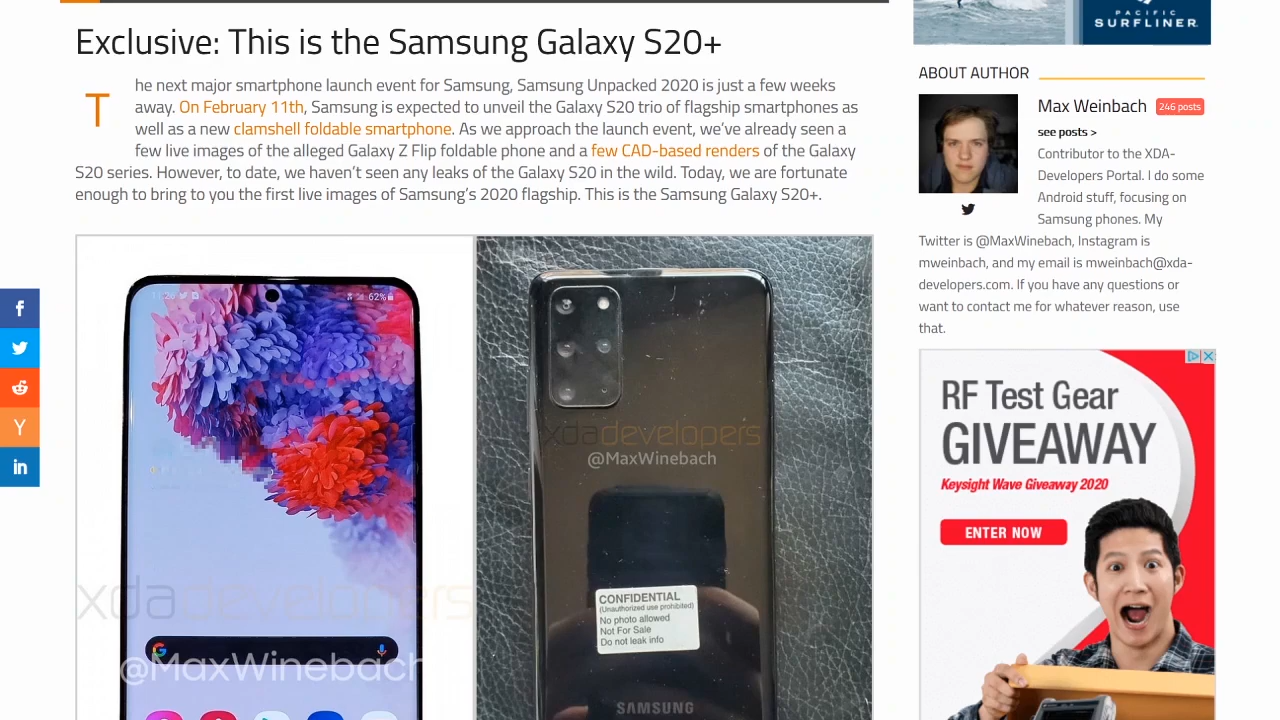 Exclusive: This is the Samsung Galaxy S20+
The next major smartphone launch event for Samsung, Samsung Unpacked 2020 is just a few weeks
away. On February 11th, Samsung is expected to unveil the Galaxy S20 trio of flagship smartphones as
well as a new clamshell foldable smartphone. As we approach the launch event, we've already seen a
few live images of the alleged Galaxy Z Flip foldable phone and a few CAD-based renders of the Galaxy
S20 series. However, to date, we haven't seen any leaks of the Galaxy S20 in the wild. Today, we are fortunate
enough to bring to you the first live images of Samsung's 2020 flagship. This is the Samsung Galaxy S20+.
11:26
62%
xdadevelopers
@MaxWinebach
xdadevelopers
@MaxWinebach
CONFIDENTIAL
(Unauthorized use prohibited)
No photo allowed
Not For Sale
Do not leak info
SAMSUNG
PACIFIC
SURFLINER
ABOUT AUTHOR
Max Weinbach 246 posts
see posts >
Contributor to the XDA-
Developers Portal. I do some
Android stuff, focusing on
Samsung phones. My
Twitter is @MaxWinebach, Instagram is
mweinbach, and my email is mweinbach@xda-
developers.com. If you have any questions or
want to contact me for whatever reason, use
that.
RF Test Gear
GIVEAWAY
Keysight Wave Giveaway 2020
ENTER NOW